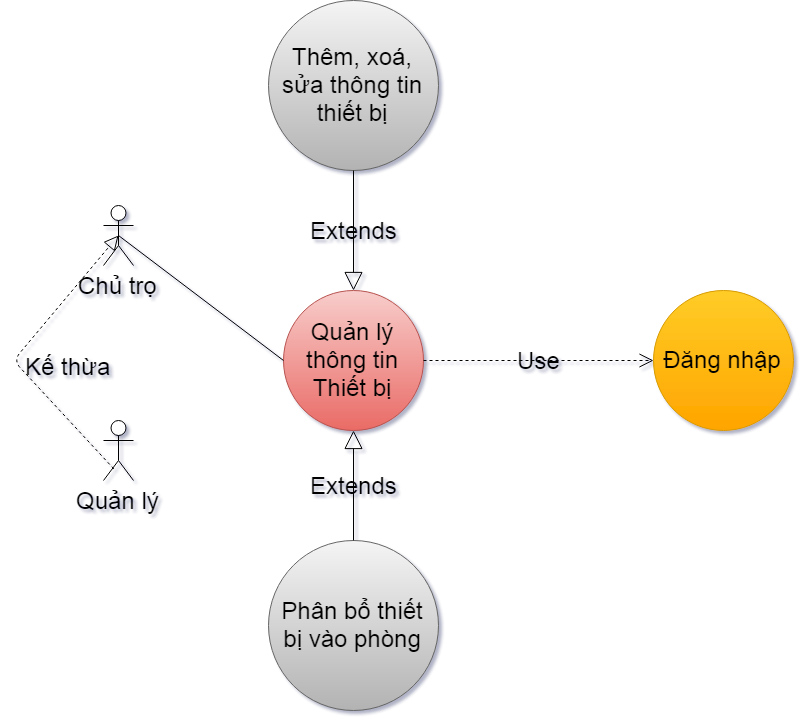 Thêm, xoá,
sửa thông tin
thiết bị
Extends
Chủ trọ
Kế thừa
Quản lý
Quản lý
thông tin
Thiết bị
Use
Đăng nhập
Extends
Phân bổ thiết
bị vào phòng